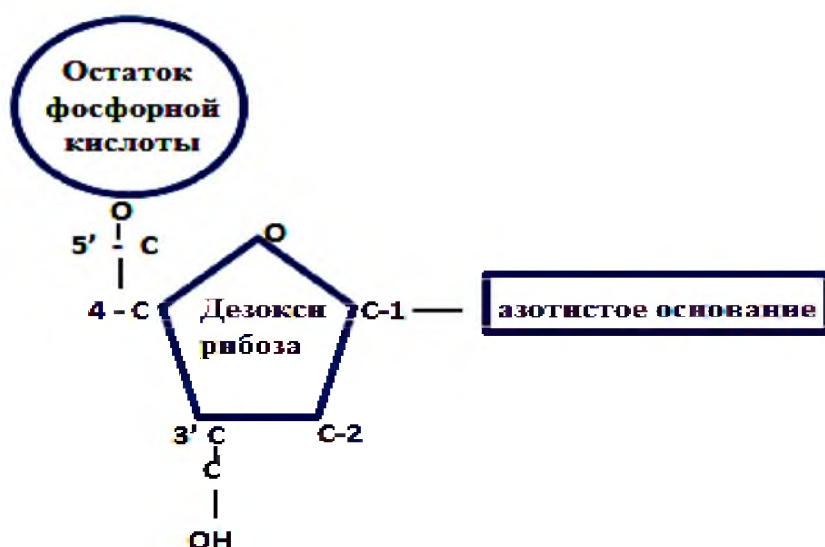 Остаток
фосфорной
кислоты
O
5’ - C
O
4 - C
Дезокси
рибоза
C-1
азотистое основание
3’ C
C-2
C
OH